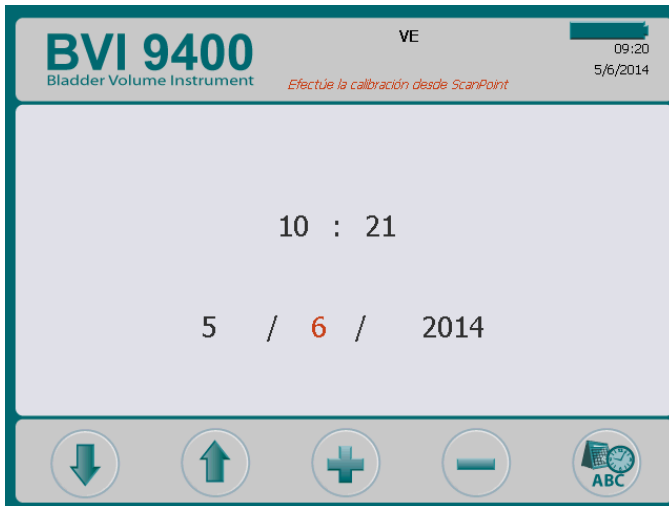 BVI 9400
Bladder Volume Instrument
VE
Efectúe la calibración desde ScanPoint
09:20
5/6/2014
10 : 21
5 / 6 / 2014
ABC